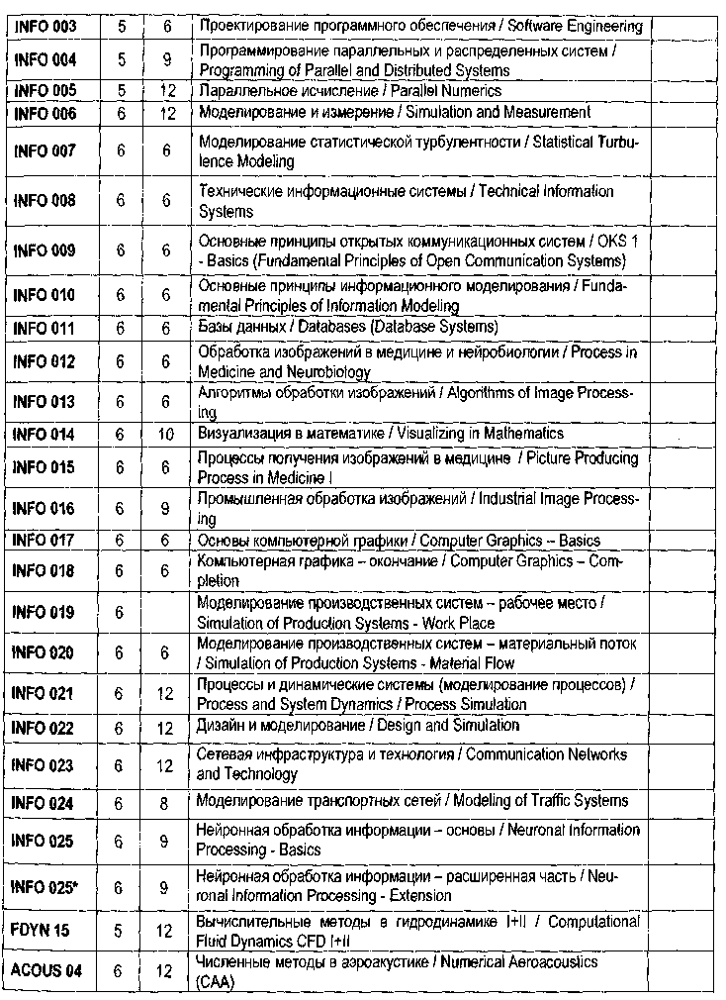 INFO 003 5 6 Проектирование программного обеспечения / Software Engineering
INFO 004 5 9 Программирование параллельных и распределенных систем /
Programming of Parallel and Distributed Systems
INFO 005 5 12 Параллельное исчисление / Parallel Numerics
INFO 006 6 12 Моделирование и измерение / Simulation and Measurement
INFO 007 6 6 Моделирование статистической турбулентности / Statistical Turbu-
lence Modeling
INFO 008 6 6 Технические информационные системы / Technical Information
Systems
INFO 009 6 6 Основные принципы открытых коммуникационных систем / OKS 1
- Basics (Fundamental Principles of Open Communication Systems)
INFO 010 6 6 Основные принципы информационного моделирования / Funda-
mental Principles of Information Modeling
INFO 011 6 6 Базы данных / Databases (Database Systems)
INFO 012 6 6 Обработка изображений в медицине и нейробиологии / Process in
Medicine and Neurobiology
INFO 013 6 6 Алгоритмы обработки изображений / Algorithms of Image Process-
ing
INFO 014 6 10 Визуализация в математике / Visualizing in Mathematics
INFO 015 6 6 Процессы получения изображений в медицине / Picture Producing
Process in Medicine I
INFO 016 6 9 Промышленная обработка изображений / Industrial Image Process-
ing
INFO 017 6 6 Основы компьютерной графики / Computer Graphics – Basics
INFO 018 6 6 Компьютерная графика – окончание / Computer Graphics – Com-
pletion
INFO 019 6 Моделирование производственных систем – рабочее место /
Simulation of Production Systems - Work Place
INFO 020 6 6 Моделирование производственных систем – материальный поток
/ Simulation of Production Systems - Material Flow
INFO 021 6 12 Процессы и динамические системы (моделирование процессов) /
Process and System Dynamics / Process Simulation
INFO 022 6 12 Дизайн и моделирование / Design and Simulation
INFO 023 6 12 Сетевая инфраструктура и технология / Communication Networks
and Technology
INFO 024 6 8 Моделирование транспортных сетей / Modeling of Traffic Systems
INFO 025 6 9 Нейронная обработка информации – основы / Neuronal Information
Processing - Basics
INFO 025* 6 9 Нейронная обработка информации – расширенная часть / Neu-
ronal Information Processing - Extension
FDYN 15 5 12 Вычислительные методы в гидродинамике I+II / Computational
Fluid Dynamics CFD I+II
ACOUS 04 6 12 Численные методы в аэроакустике / Numerical Aeroacoustics
(CAA)